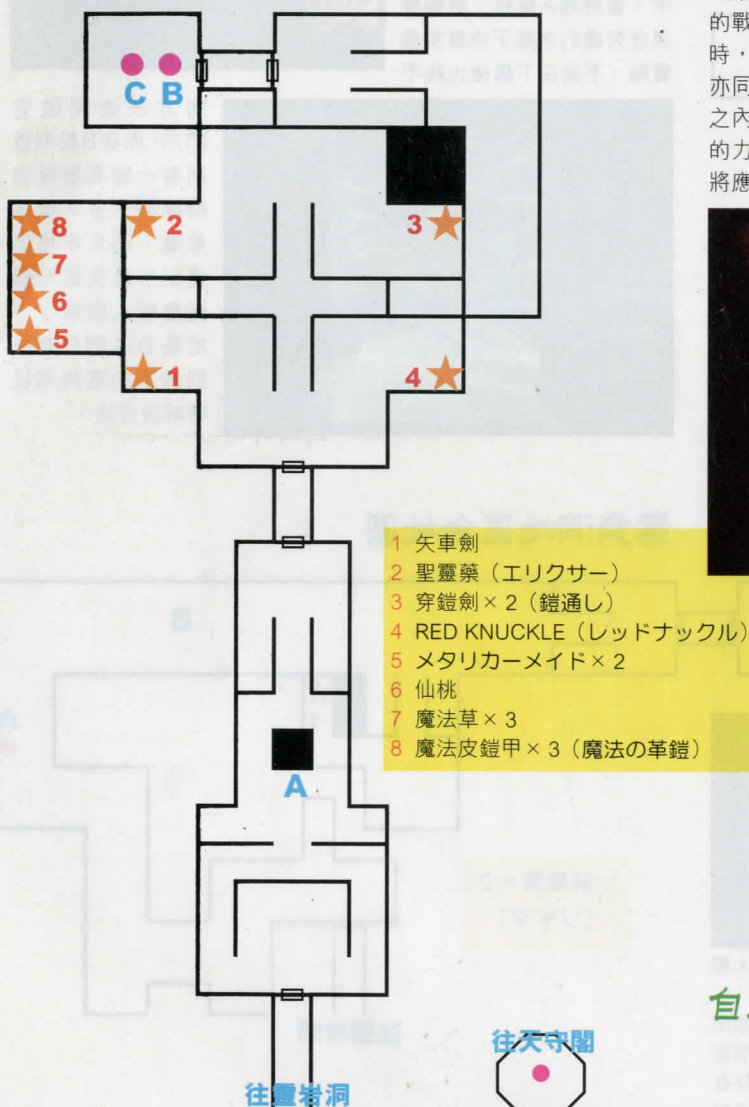 C B
8
2
3
7
6
5
1
4
的戰
時，
亦同
之內
的力
將應
1 矢車劍
2 聖靈藥（エリクサー）
3 穿鎧劍×2（鎧通し）
4 RED KNUCKLE（レッドナックル）
5 メタリカーメイド×2
6 仙桃
7 魔法草×3
8 魔法皮鎧甲×3（魔法の革鎧）
A
往靈岩洞
往天守閣
自